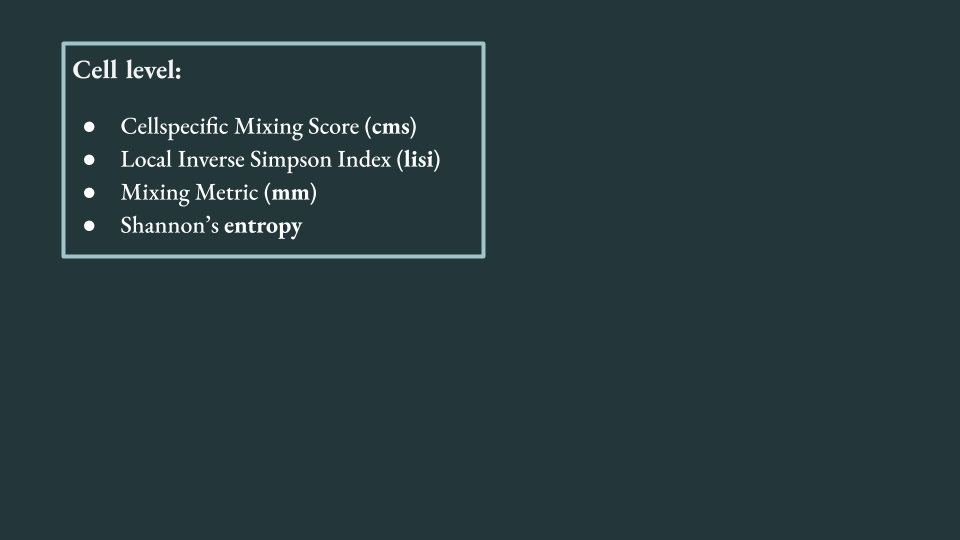 Cell level:
● Cellspecific Mixing Score (cms)
● Local Inverse Simpson Index (lisi)
● Mixing Metric (mm)
● Shannon’s entropy